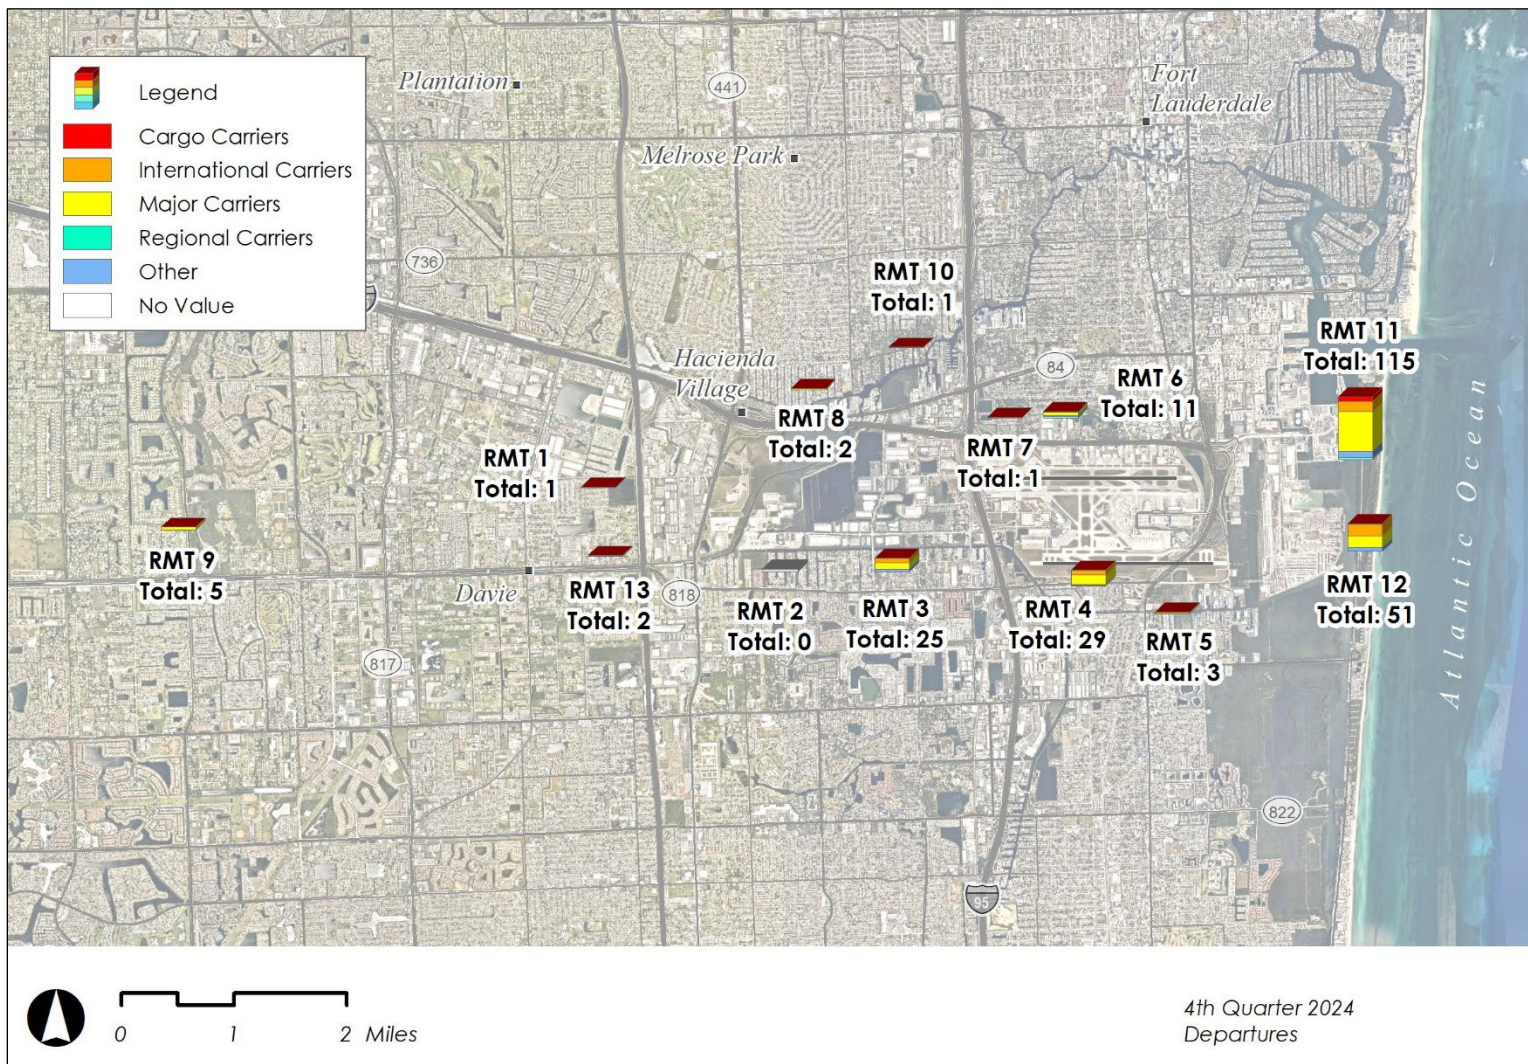 Legend
Cargo Carriers
International Carriers
Major Carriers
Regional Carriers
Other
No Value
Plantation
441
Fort
Lauderdale
Melrose Park
736
RMT 10
Total: 1
Hacienda
Village
84
RMT 11
Total: 115
RMT 6
Total: 11
RMT 8
Total: 2
RMT 7
Total: 1
RMT 1
Total: 1
Atlantic Ocean
RMT 9
Total: 5
Davie
RMT 13
Total: 2
818
RMT 2
Total: 0
RMT 3
Total: 25
RMT 4
Total: 29
RMT 5
Total: 3
RMT 12
Total: 51
817
822
95
0 1 2 Miles
4th Quarter 2024
Departures